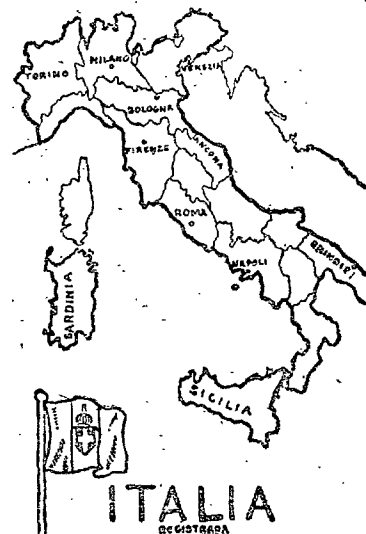 TORINO
MILANO
VENEZIA
BOLOGNA
FIRENZE
ANCONA
ROMA
NAPOLI
BRINDISI
SARDINIA
SICILIA
ITALIA
REGISTRADA